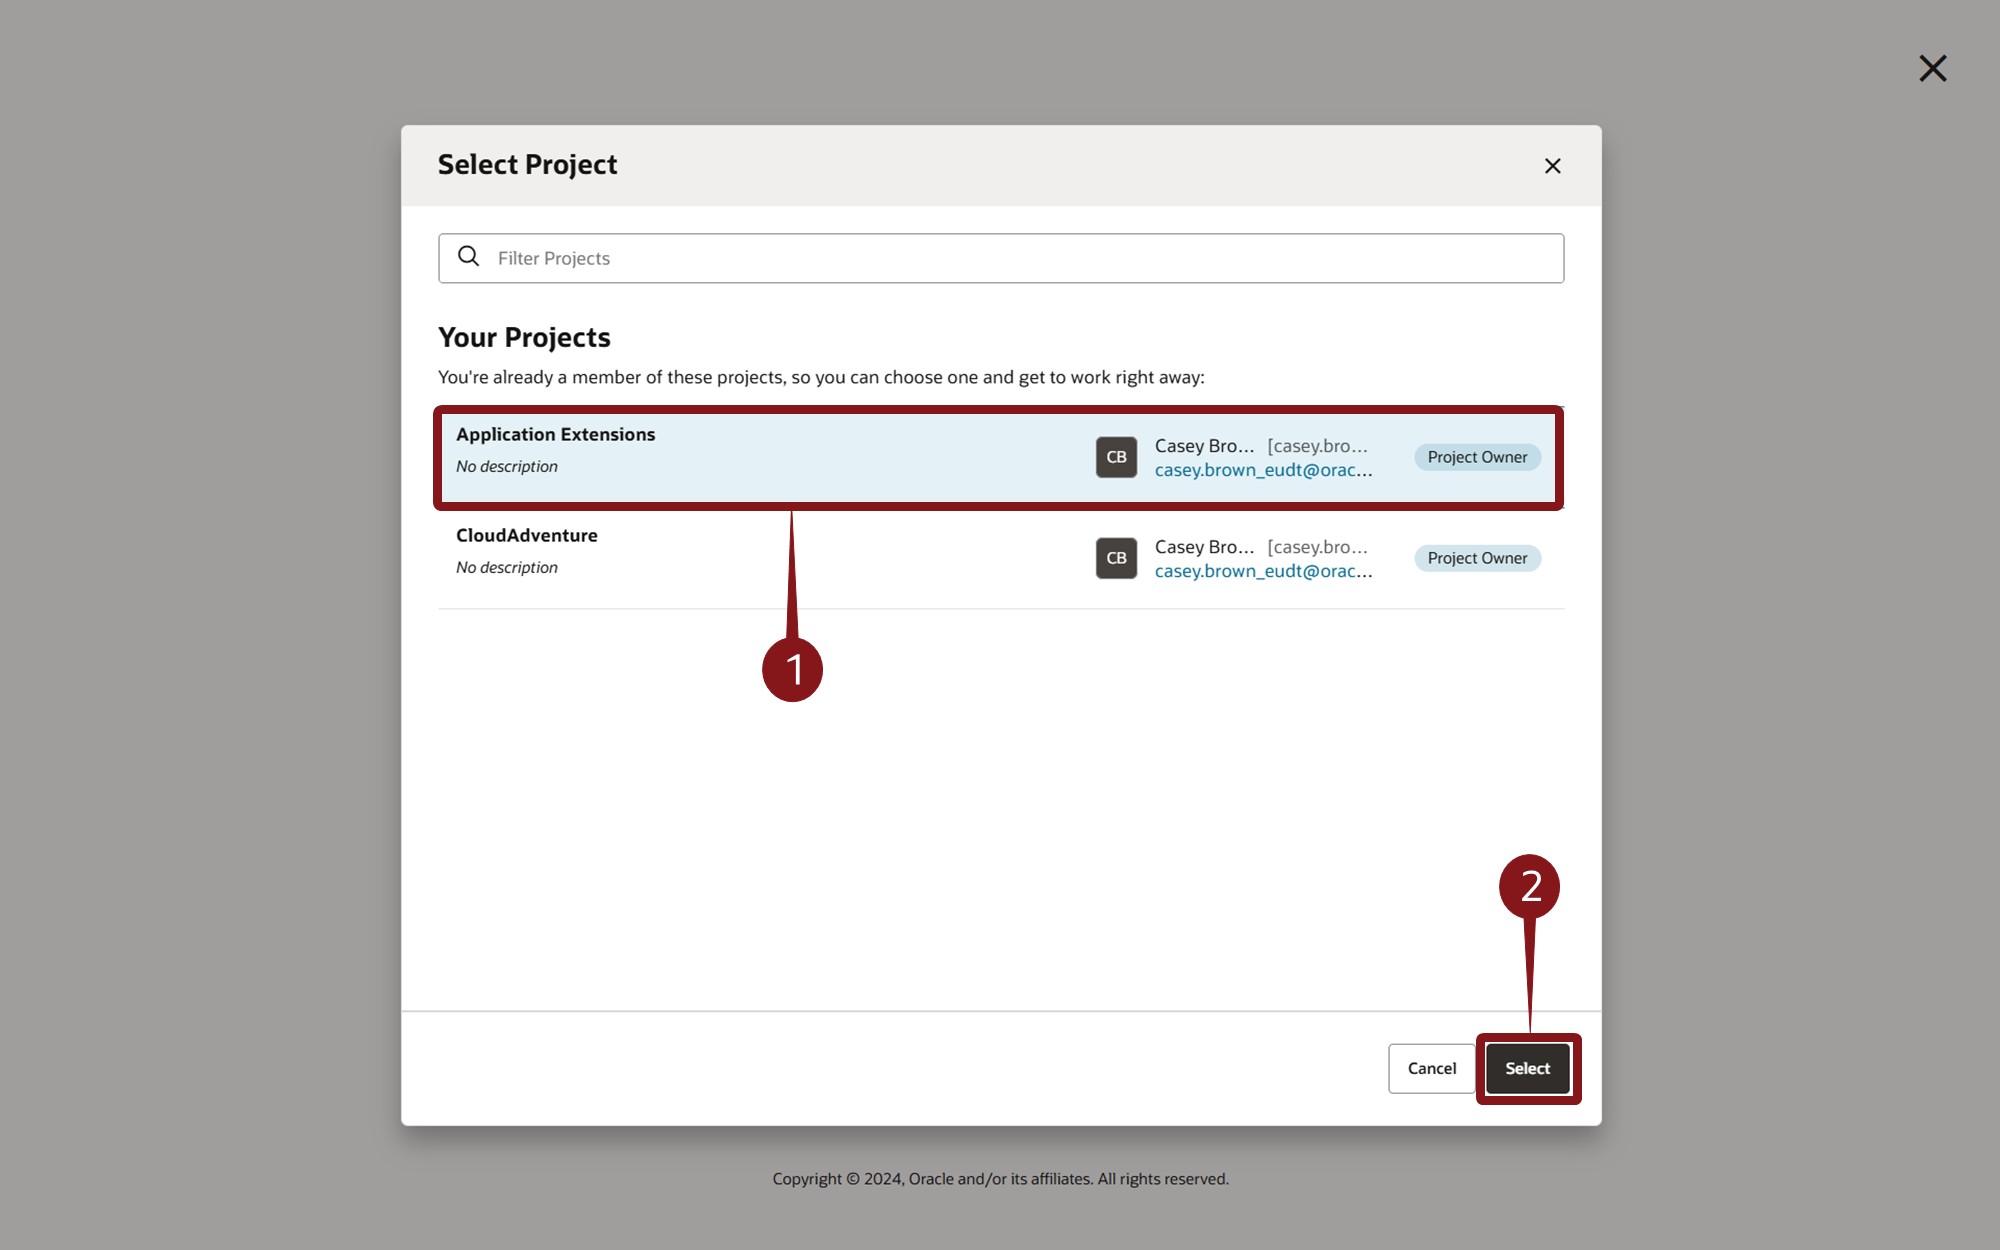 Select Project
Filter Projects
Your Projects
You're already a member of these projects, so you can choose one and get to work right away:
Application Extensions
No description
CB
Casey Bro... [casey.bro...
casey.brown_eudt@orac...
Project Owner
CloudAdventure
No description
CB
Casey Bro... [casey.bro...
casey.brown_eudt@orac...
Project Owner
1
2
Cancel
Select
Copyright © 2024, Oracle and/or its affiliates. All rights reserved.